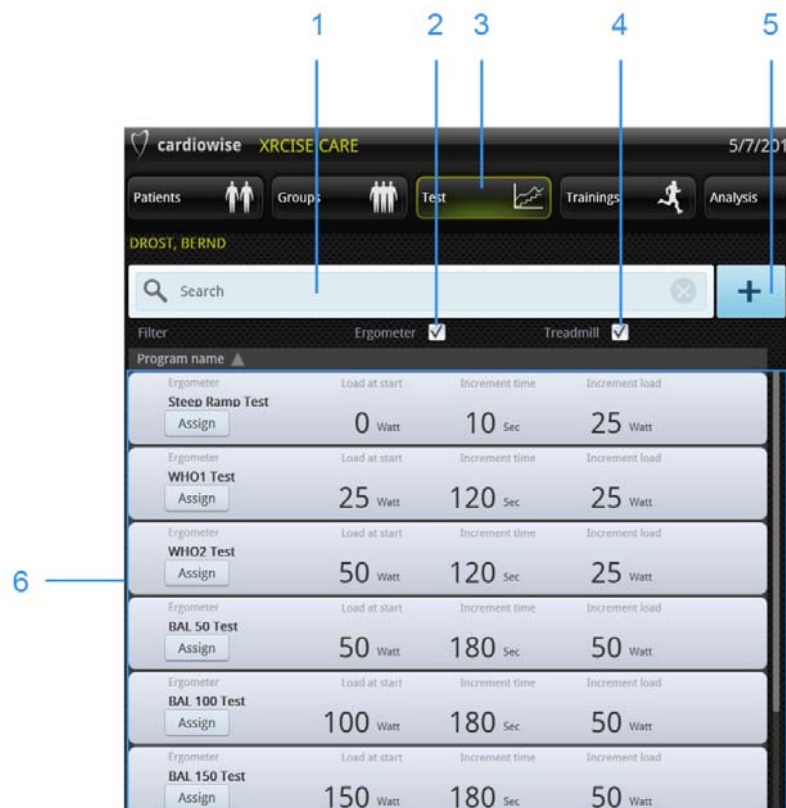 1 2 3 4 5
cardiowise XRCISE CARE 5/7/201
Patients Groups Test Trainings Analysis
DROST, BERND
Search +
Filter Ergometer Treadmill
Program name
Ergometer Load at start Increment time Increment load
Steep Ramp Test
Assign 0 Watt 10 Sec 25 Watt
Ergometer Load at start Increment time Increment load
WHO1 Test
Assign 25 Watt 120 Sec 25 Watt
Ergometer Load at start Increment time Increment load
WHO2 Test
6 Assign 50 Watt 120 Sec 25 Watt
Ergometer Load at start Increment time Increment load
BAL 50 Test
Assign 50 Watt 180 Sec 50 Watt
Ergometer Load at start Increment time Increment load
BAL 100 Test
Assign 100 Watt 180 Sec 50 Watt
Ergometer Load at start Increment time Increment load
BAL 150 Test
Assign 150 Watt 180 Sec 50 Watt